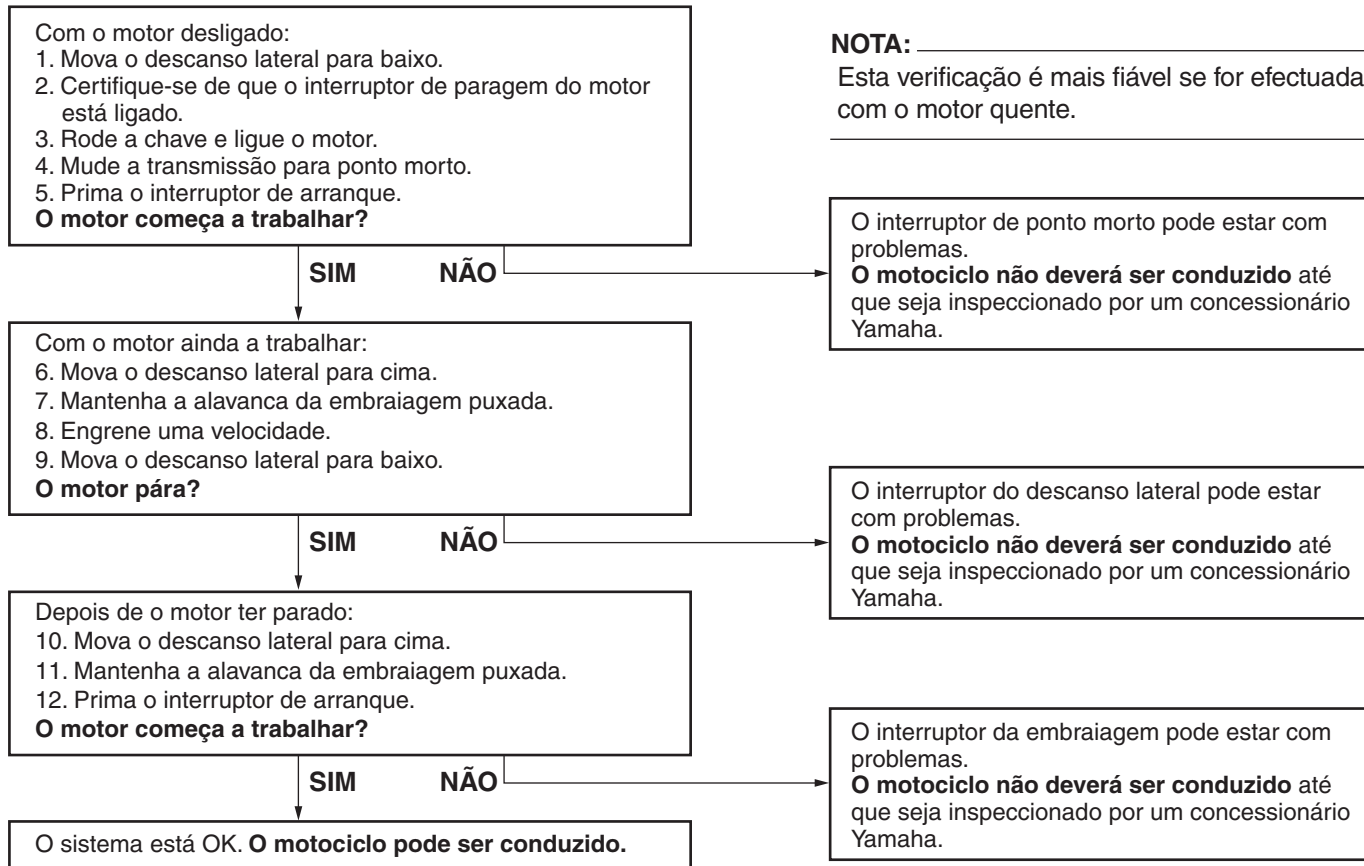 Com o motor desligado:
1. Mova o descanso lateral para baixo.
2. Certifique-se de que o interruptor de paragem do motor
está ligado.
3. Rode a chave e ligue o motor.
4. Mude a transmissão para ponto morto.
5. Prima o interruptor de arranque.
O motor começa a trabalhar?
NOTA:
Esta verificação é mais fiável se for efectuada
com o motor quente.
SIM NÃO
O interruptor de ponto morto pode estar com
problemas.
O motociclo não deverá ser conduzido até
que seja inspeccionado por um concessionário
Yamaha.
Com o motor ainda a trabalhar:
6. Mova o descanso lateral para cima.
7. Mantenha a alavanca da embraiagem puxada.
8. Engrene uma velocidade.
9. Mova o descanso lateral para baixo.
O motor pára?
SIM NÃO
O interruptor do descanso lateral pode estar
com problemas.
O motociclo não deverá ser conduzido até
que seja inspeccionado por um concessionário
Yamaha.
Depois de o motor ter parado:
10. Mova o descanso lateral para cima.
11. Mantenha a alavanca da embraiagem puxada.
12. Prima o interruptor de arranque.
O motor começa a trabalhar?
SIM NÃO
O interruptor da embraiagem pode estar com
problemas.
O motociclo não deverá ser conduzido até
que seja inspeccionado por um concessionário
Yamaha.
O sistema está OK. O motociclo pode ser conduzido.